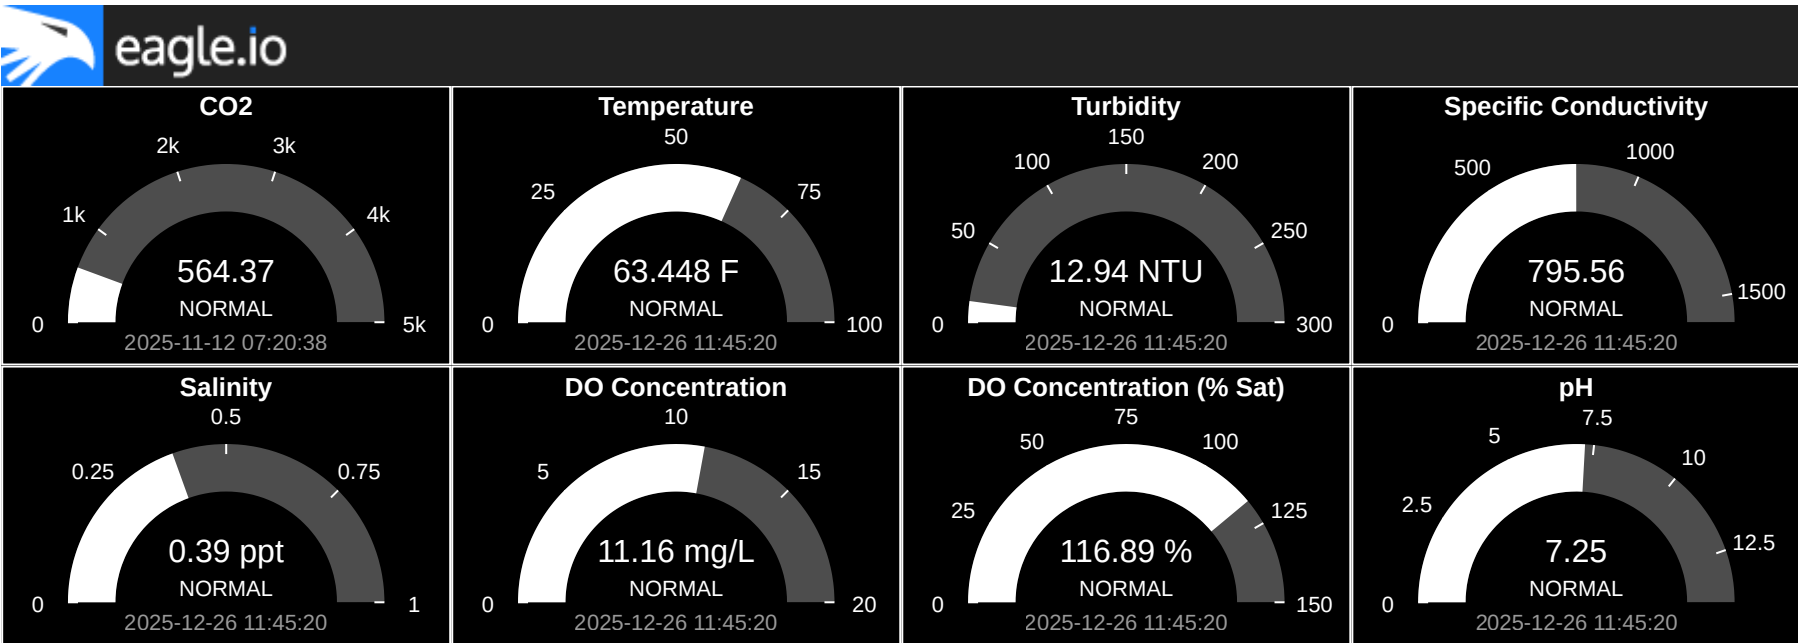 eagle.io
CO2
2k
3k
1k
4k
564.37
NORMAL
0
5k
2025-11-12 07:20:38
Temperature
50
25
75
63.448 F
NORMAL
0
100
2025-12-26 11:45:20
Turbidity
150
100
200
50
250
12.94 NTU
NORMAL
0
300
2025-12-26 11:45:20
Specific Conductivity
1000
500
795.56
1500
NORMAL
0
2025-12-26 11:45:20
Salinity
0.5
0.25
0.75
0.39 ppt
NORMAL
0
1
2025-12-26 11:45:20
DO Concentration
10
5
15
11.16 mg/L
NORMAL
0
20
2025-12-26 11:45:20
DO Concentration (% Sat)
75
50
100
25
125
116.89 %
NORMAL
0
150
2025-12-26 11:45:20
pH
7.5
5
10
2.5
12.5
7.25
NORMAL
0
2025-12-26 11:45:20